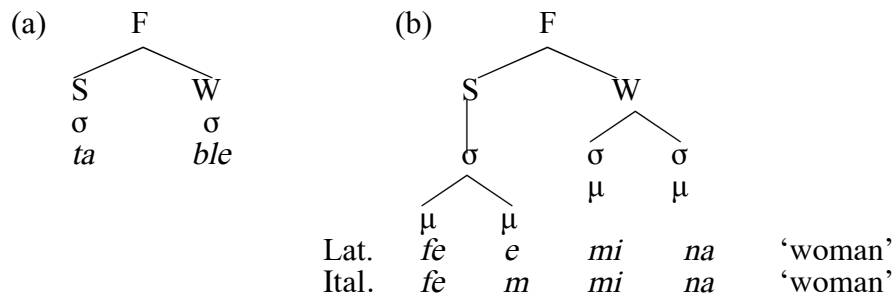 (a) F (b) F
S W S W
σ σ
ta ble σ σ σ
μ μ
μ μ
Lat. fe e mi na ‘woman’
Ital. fe m mi na ‘woman’